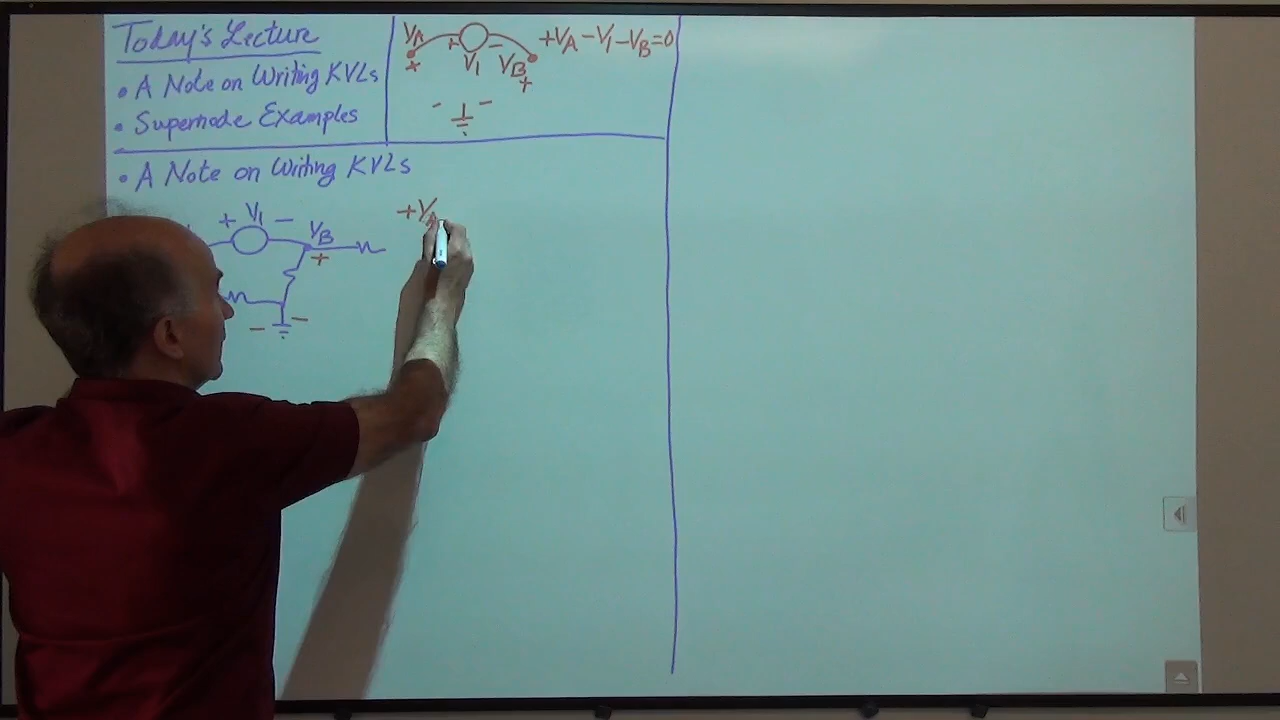 Today's Lecture
• A Note on Writing KVLs
• Supernode Examples
VA + V1 − VB +VA−V1−VB=0
+ +
− −
• A Note on Writing KVLs
+ V1 − VB +VA
+
− −